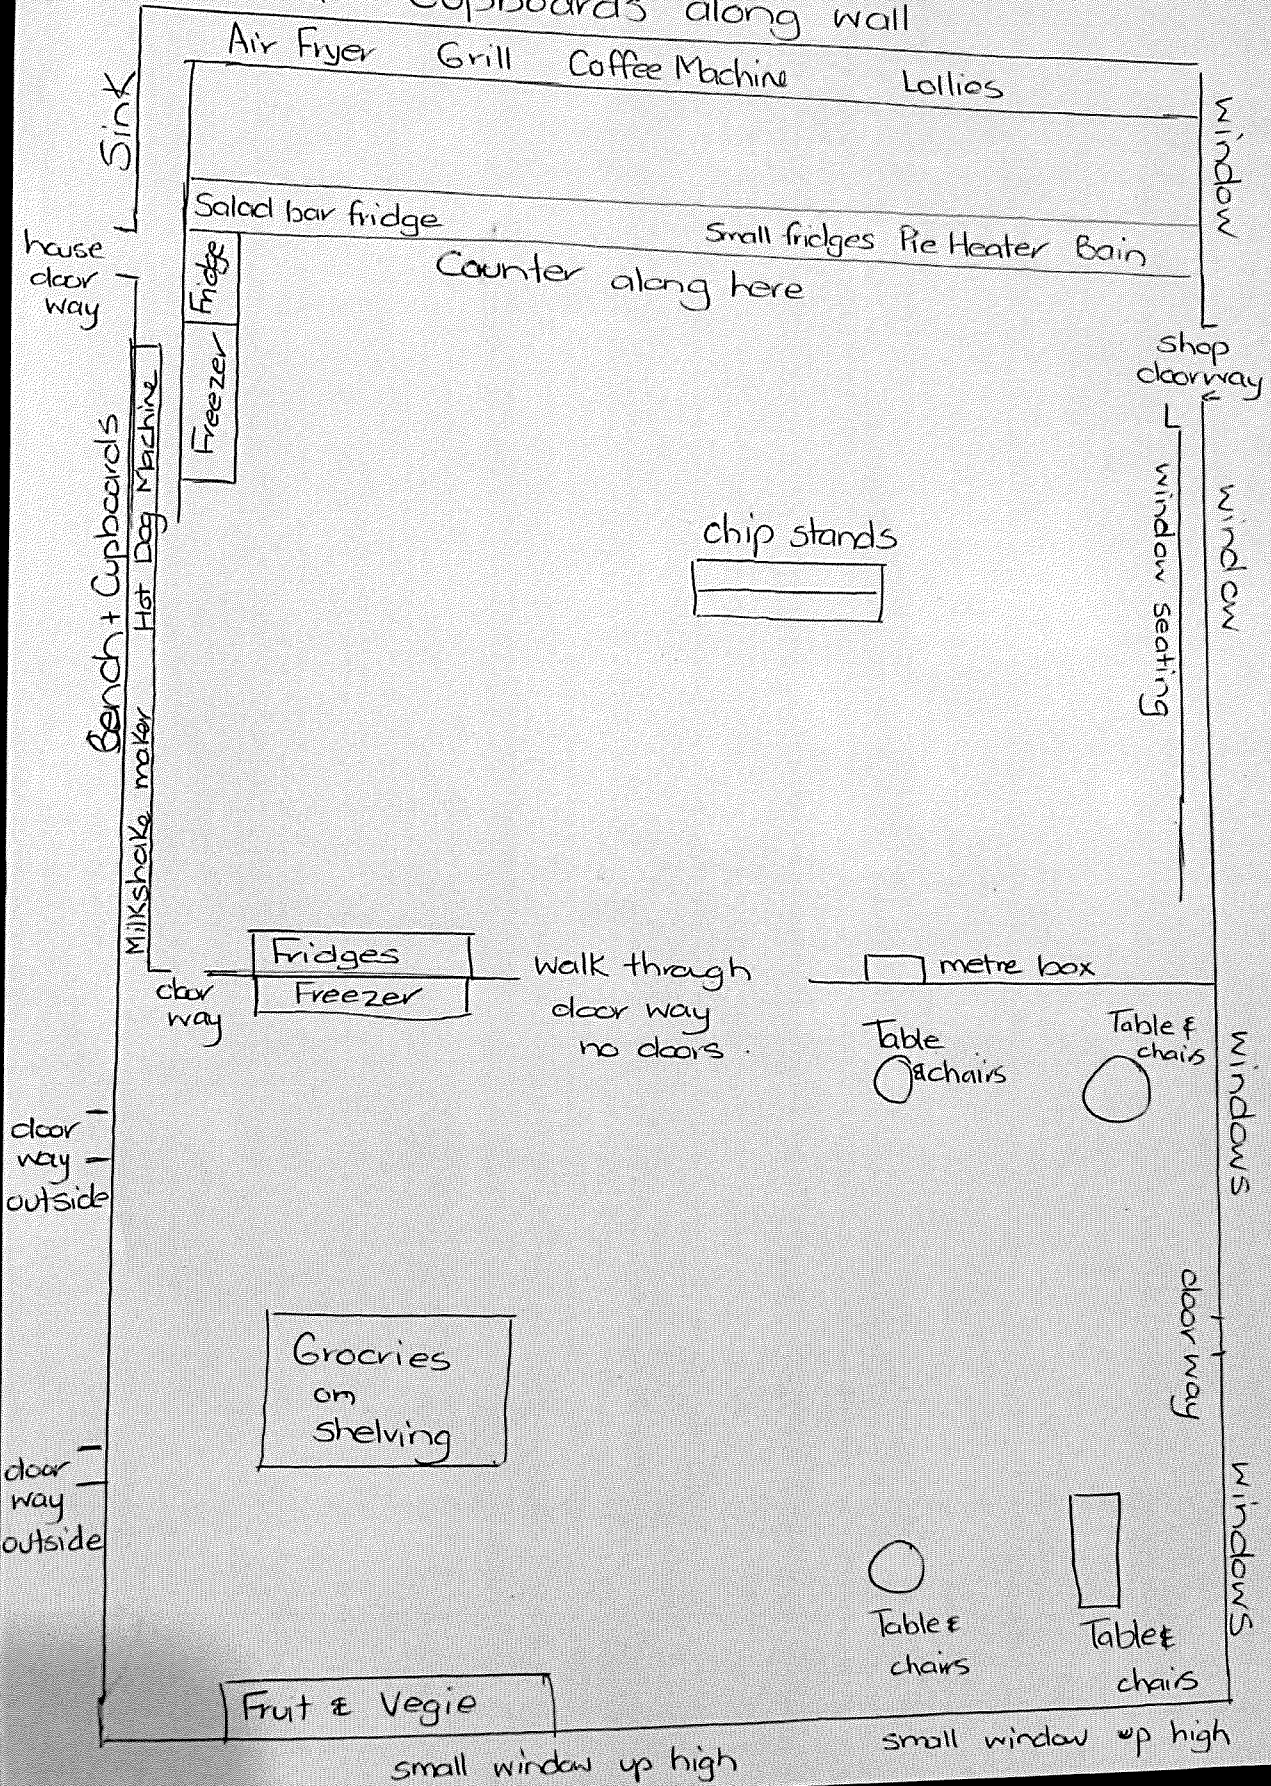 Cupboards along wall
Air Fryer Grill Coffee Machine Lollies
Sink
window
Salad bar fridge
Small fridges Pie Heater Bain
Counter along here
house
door
way
Fridge
Freezer
shop
doorway
Bench + Cupboards
Hot Dog Machine
Milkshake maker
chip stands
window seating
window
Fridges
Freezer
door
way
walk through
door way
no doors.
metre box
Table
& chairs
Table &
chairs
windows
door
way
outside
doorway
Grocries
on
shelving
door
way
outside
windows
Table &
chairs
Table &
chairs
Fruit & Vegie
small window up high
small window up high